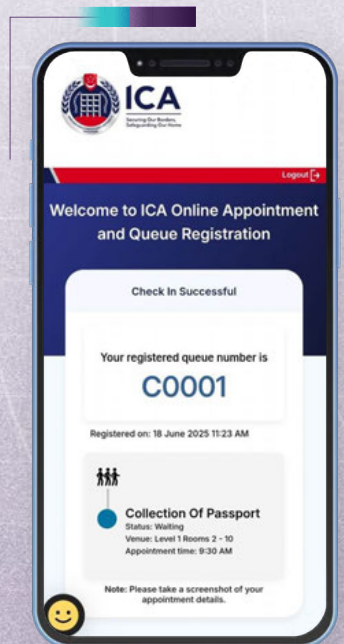 ICA
Securing Our Borders,
Safeguarding Our Home
Logout
Welcome to ICA Online Appointment
and Queue Registration
Check In Successful
Your registered queue number is
C0001
Registered on: 18 June 2025 11:23 AM
Collection Of Passport
Status: Waiting
Venue: Level 1 Rooms 2 - 10
Appointment time: 9:30 AM
Note: Please take a screenshot of your
appointment details.